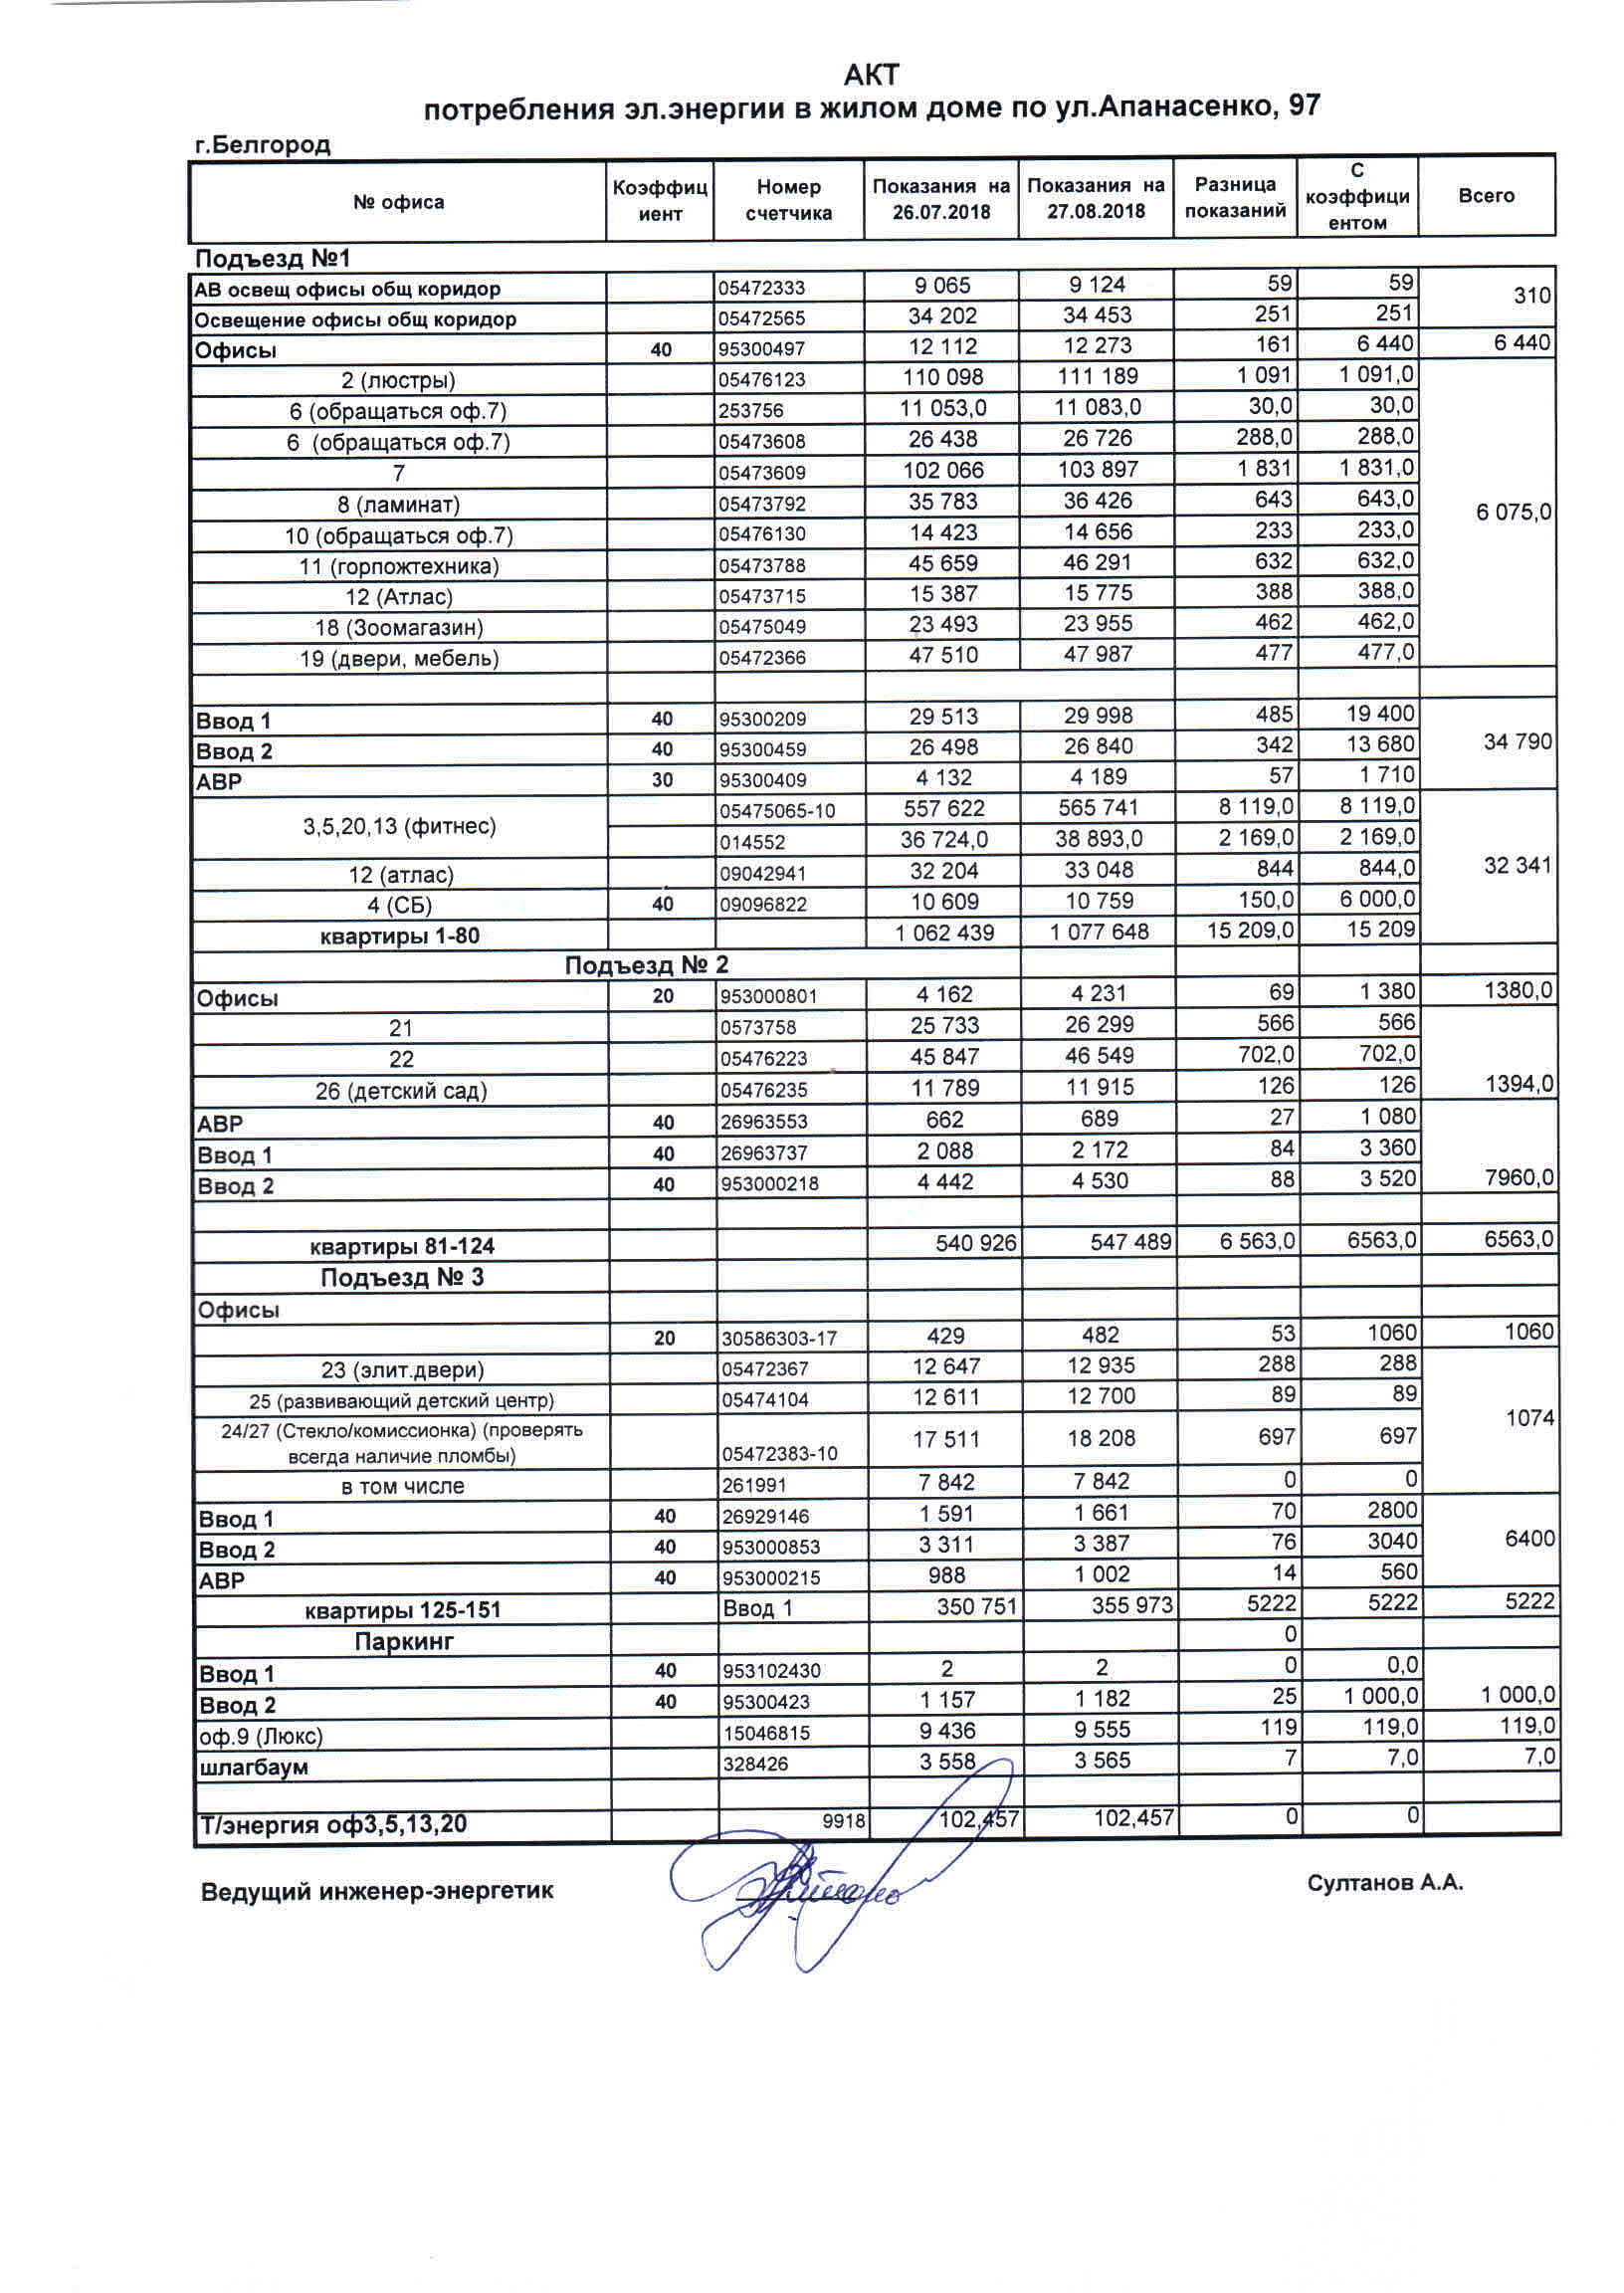 АКТ
потребления эл.энергии в жилом доме по ул.Апанасенко, 97
г.Белгород
№ офиса Коэффициент Номер счетчика Показания на 26.07.2018 Показания на 27.08.2018 Разница показаний С коэффициентом Всего
Подъезд №1
АВ освещ офисы общ коридор 05472333 9 065 9 124 59 59 310
Освещение офисы общ коридор 05472565 34 202 34 453 251 251
Офисы 40 95300497 12 112 12 273 161 6 440 6 440
2 (люстры) 05476123 110 098 111 189 1 091 1 091,0
6 (обращаться оф.7) 253756 11 053,0 11 083,0 30,0 30,0
6 (обращаться оф.7) 05473608 26 438 26 726 288,0 288,0
7 05473609 102 066 103 897 1 831 1 831,0
8 (ламинат) 05473792 35 783 36 426 643 643,0 6 075,0
10 (обращаться оф.7) 05476130 14 423 14 656 233 233,0
11 (горпожтехника) 05473788 45 659 46 291 632 632,0
12 (Атлас) 05473715 15 387 15 775 388 388,0
18 (Зоомагазин) 05475049 23 493 23 955 462 462,0
19 (двери, мебель) 05472366 47 510 47 987 477 477,0
Ввод 1 40 95300209 29 513 29 998 485 19 400
Ввод 2 40 95300459 26 498 26 840 342 13 680 34 790
АВР 30 95300409 4 132 4 189 57 1 710
3,5,20,13 (фитнес) 05475065-10 557 622 565 741 8 119,0 8 119,0
014552 36 724,0 38 893,0 2 169,0 2 169,0
12 (атлас) 09042941 32 204 33 048 844 844,0 32 341
4 (СБ) 40 09096822 10 609 10 759 150,0 6 000,0
квартиры 1-80 1 062 439 1 077 648 15 209,0 15 209
Подъезд № 2
Офисы 20 953000801 4 162 4 231 69 1 380 1380,0
21 0573758 25 733 26 299 566 566
22 05476223 45 847 46 549 702,0 702,0
26 (детский сад) 05476235 11 789 11 915 126 126 1394,0
АВР 40 26963553 662 689 27 1 080
Ввод 1 40 26963737 2 088 2 172 84 3 360
Ввод 2 40 953000218 4 442 4 530 88 3 520 7960,0
квартиры 81-124 540 926 547 489 6 563,0 6563,0 6563,0
Подъезд № 3
Офисы
20 30586303-17 429 482 53 1060 1060
23 (элит.двери) 05472367 12 647 12 935 288 288
25 (развивающий детский центр) 05474104 12 611 12 700 89 89
24/27 (Стекло/комиссионка) (проверять
всегда наличие пломбы) 05472383-10 17 511 18 208 697 697 1074
в том числе 261991 7 842 7 842 0 0
Ввод 1 40 26929146 1 591 1 661 70 2800
Ввод 2 40 953000853 3 311 3 387 76 3040 6400
АВР 40 953000215 988 1 002 14 560
квартиры 125-151 Ввод 1 350 751 355 973 5222 5222 5222
Паркинг 0
Ввод 1 40 953102430 2 2 0 0,0
Ввод 2 40 95300423 1 157 1 182 25 1 000,0 1 000,0
оф.9 (Люкс) 15046815 9 436 9 555 119 119,0 119,0
шлагбаум 328426 3 558 3 565 7 7,0 7,0
Т/энергия оф3,5,13,20 9918 102,457 102,457 0 0
Ведущий инженер-энергетик Султанов А.А.